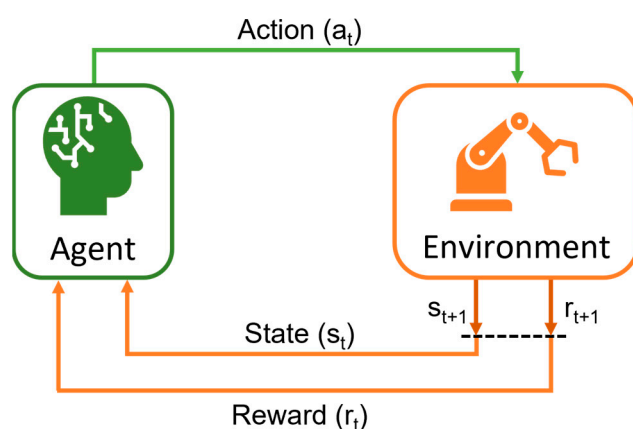 Action (aₜ)
Agent
Environment
sₜ₊₁
rₜ₊₁
State (sₜ)
Reward (rₜ)